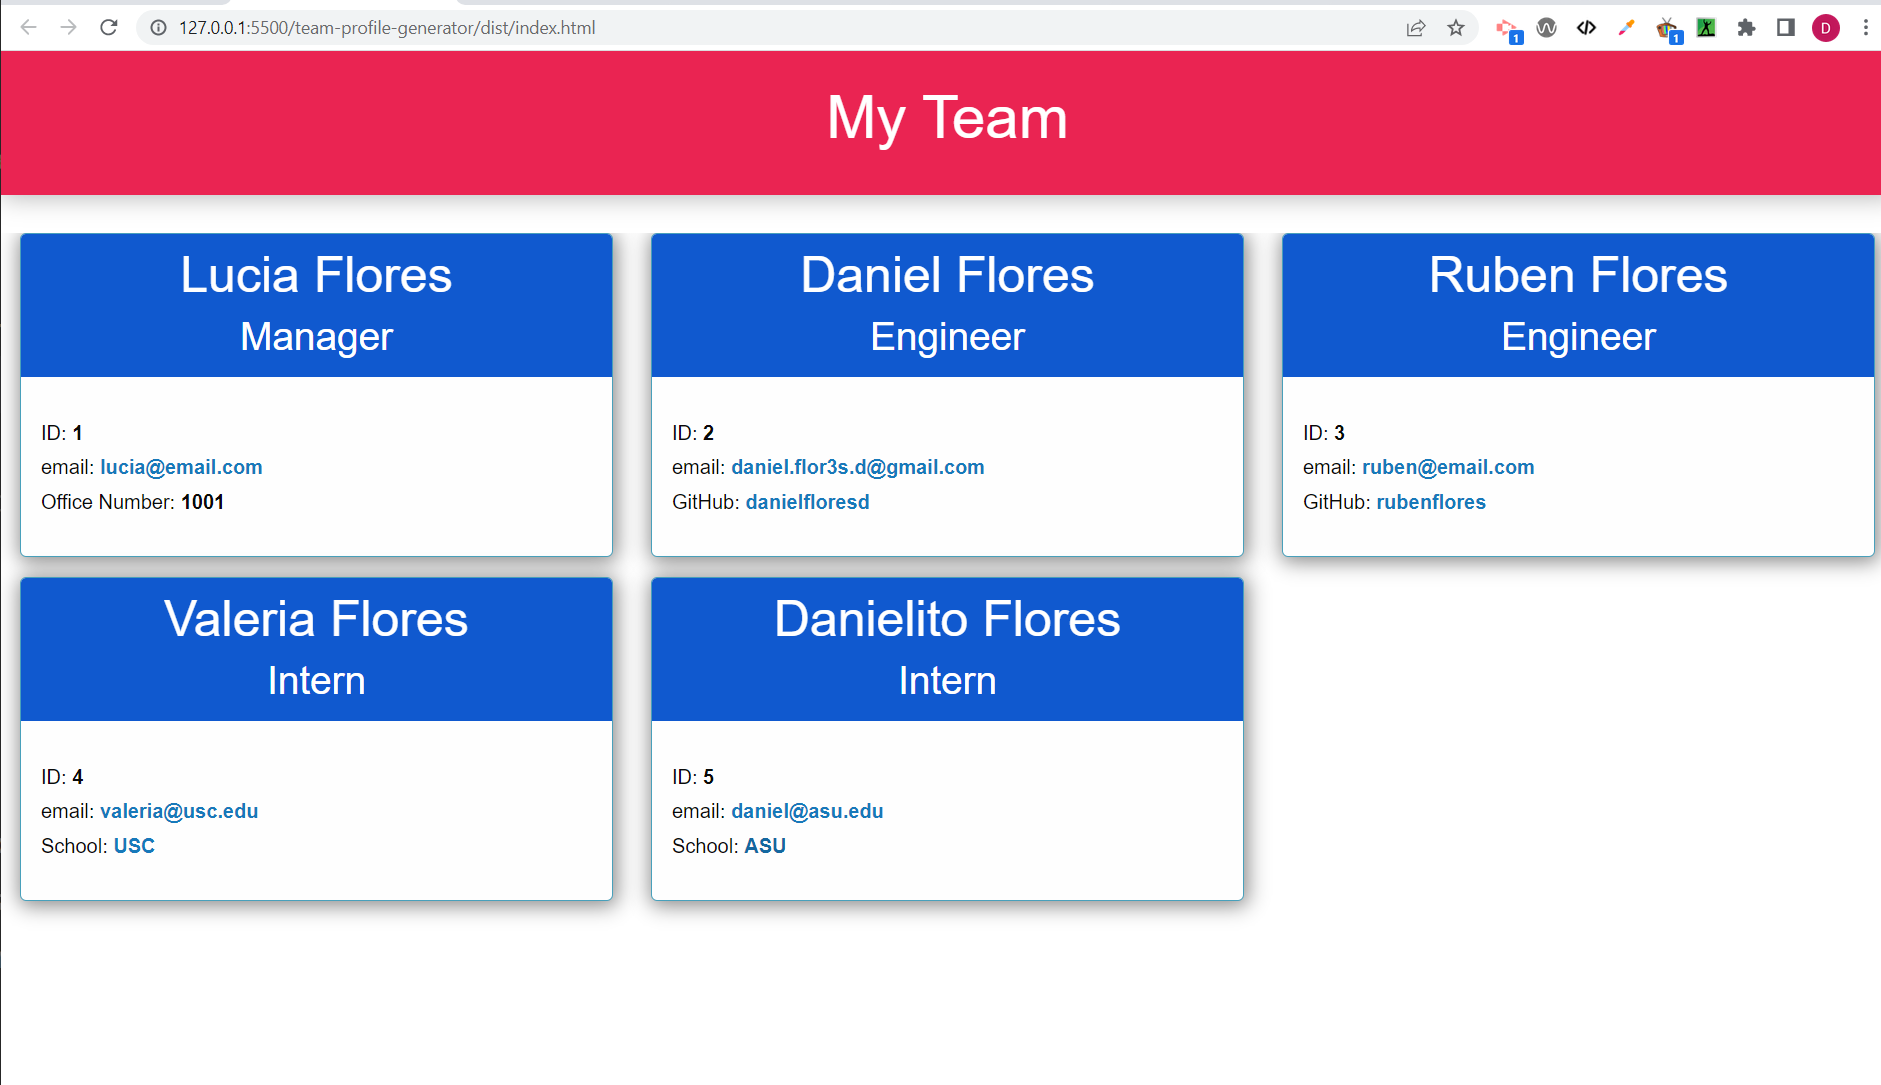 127.0.0.1:5500/team-profile-generator/dist/index.html
1
1
D
My Team
Lucia Flores
Manager
ID: 1
email: lucia@email.com
Office Number: 1001
Daniel Flores
Engineer
ID: 2
email: daniel.flor3s.d@gmail.com
GitHub: danielfloresd
Ruben Flores
Engineer
ID: 3
email: ruben@email.com
GitHub: rubenflores
Valeria Flores
Intern
ID: 4
email: valeria@usc.edu
School: USC
Danielito Flores
Intern
ID: 5
email: daniel@asu.edu
School: ASU